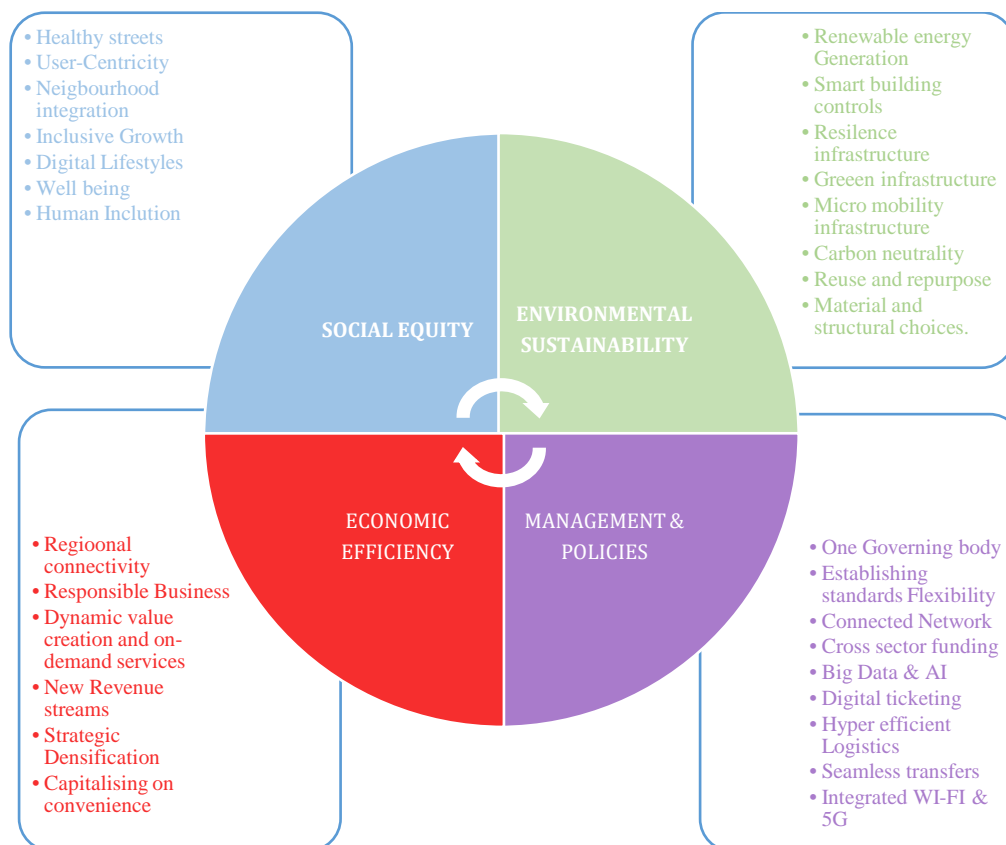 • Healthy streets
• User-Centricity
• Neigbourhood
integration
• Inclusive Growth
• Digital Lifestyles
• Well being
• Human Inclution
• Renewable energy
Generation
• Smart building
controls
• Resilence
infrastructure
• Greeen infrastructure
• Micro mobility
infrastructure
• Carbon neutrality
• Reuse and repurpose
• Material and
structural choices.
SOCIAL EQUITY
ENVIRONMENTAL
SUSTAINABILITY
ECONOMIC
EFFICIENCY
MANAGEMENT &
POLICIES
• Regioonal
connectivity
• Responsible Business
• Dynamic value
creation and on-
demand services
• New Revenue
streams
• Strategic
Densification
• Capitalising on
convenience
• One Governing body
• Establishing
standards Flexibility
• Connected Network
• Cross sector funding
• Big Data & AI
• Digital ticketing
• Hyper efficient
Logistics
• Seamless transfers
• Integrated WI-FI &
5G